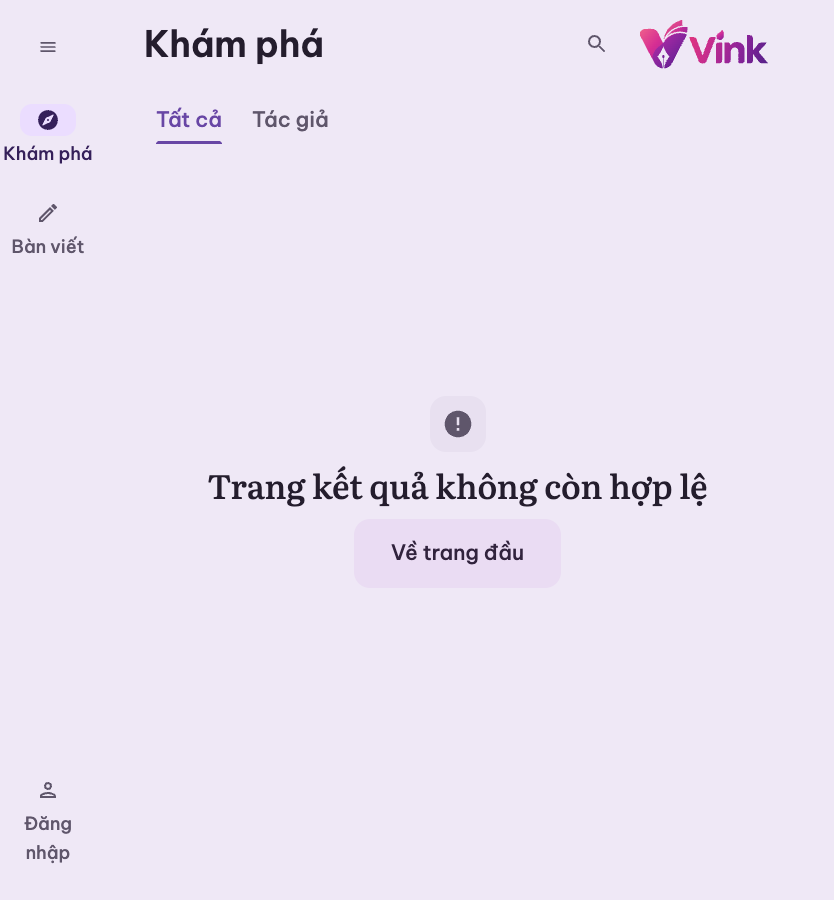 Khám phá
Vink
Tất cả
Tác giả
Khám phá
Bàn viết
Trang kết quả không còn hợp lệ
Về trang đầu
Đăng
nhập